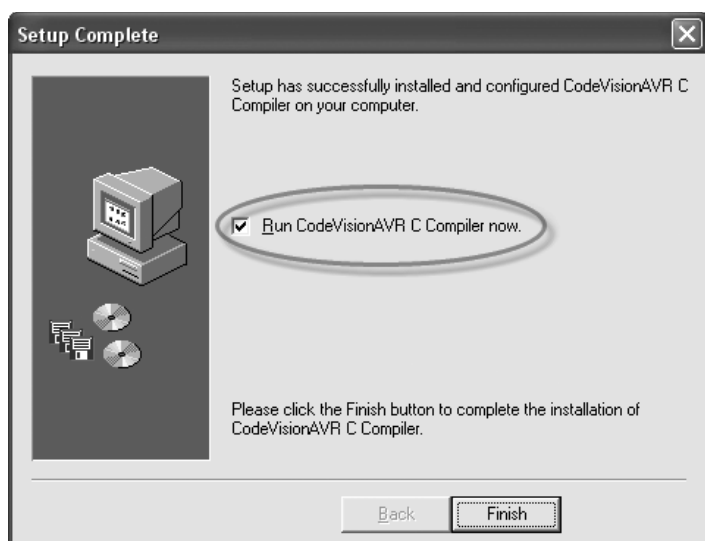 Setup Complete
Setup has successfully installed and configured CodeVisionAVR C
Compiler on your computer.
Run CodeVisionAVR C Compiler now.
Please click the Finish button to complete the installation of
CodeVisionAVR C Compiler.
Back
Finish